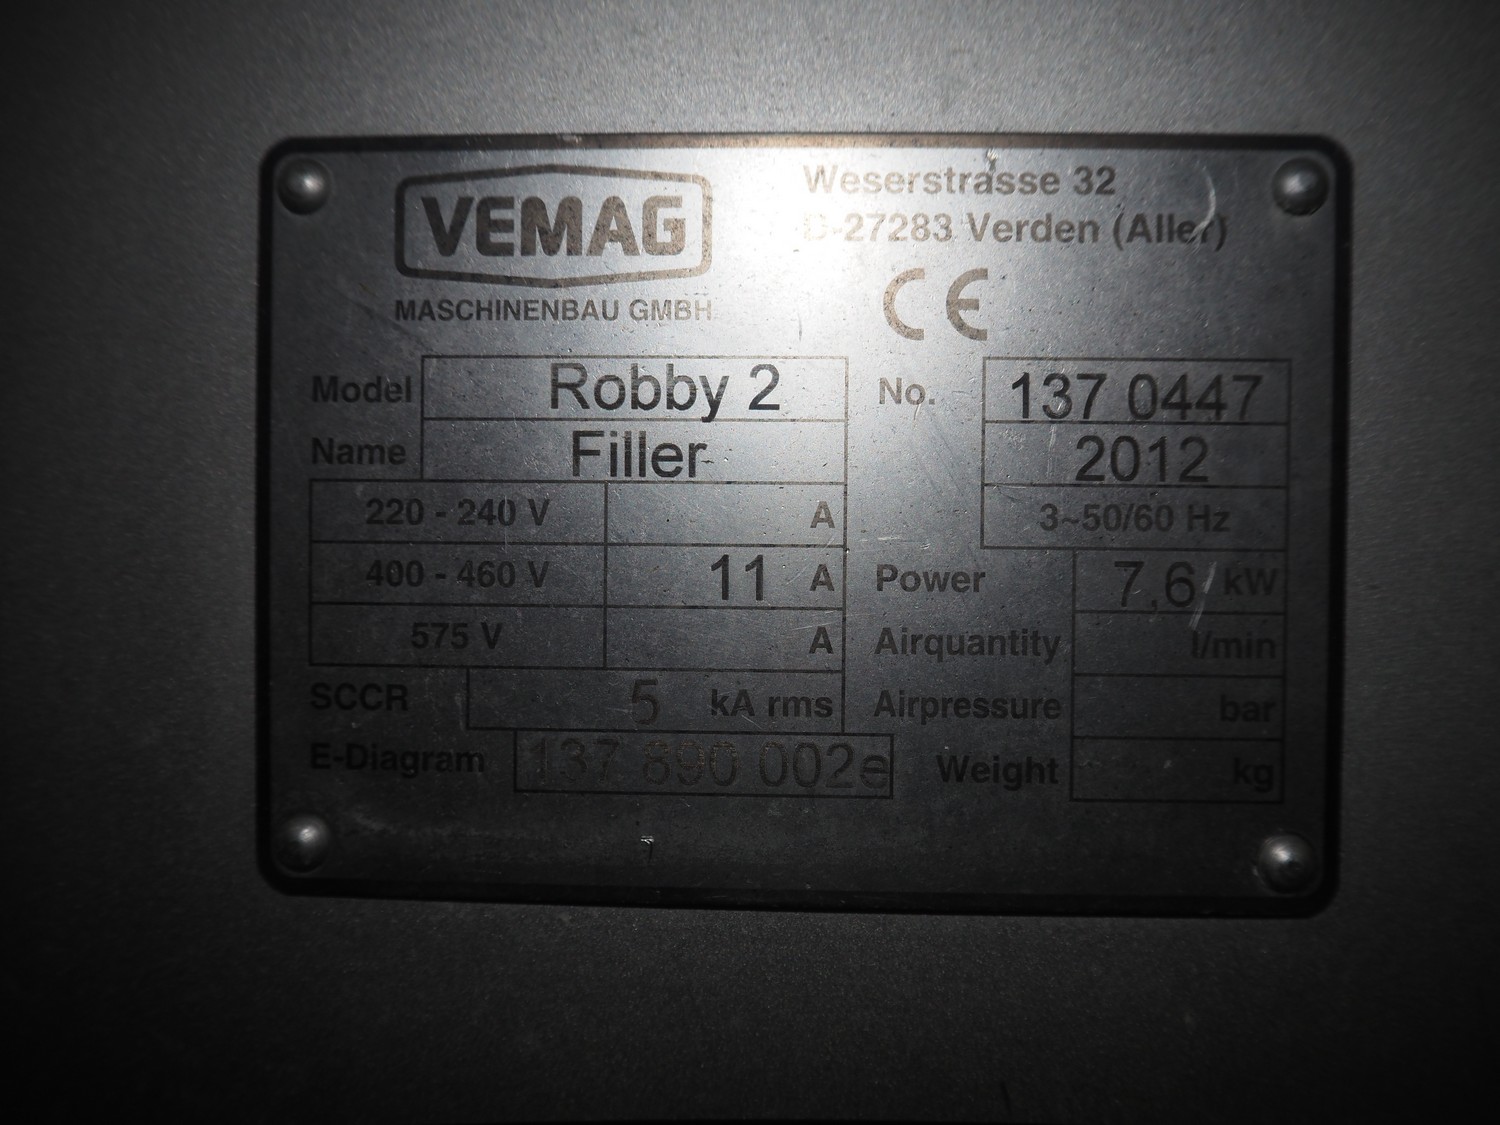 VEMAG
MASCHINENBAU GMBH
Weserstrasse 32
D-27283 Verden (Aller)
CE
Model Robby 2 No. 137 0447
Name Filler 2012
220 - 240 V A 3~50/60 Hz
400 - 460 V 11 A Power 7,6 kW
575 V A Airquantity l/min
SCCR 5 kA rms Airpressure bar
E-Diagram 137 890 002e Weight kg